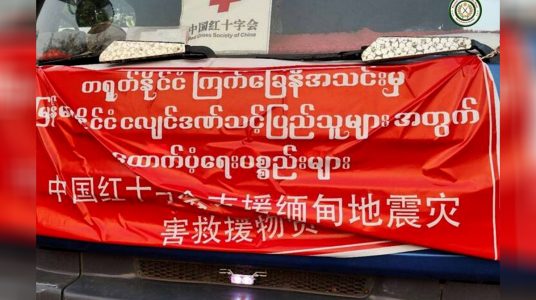 中国红十字会
Red Cross Society of China
တရုတ်နိုင်ငံ ကြက်ခြေနီအသင်းမှ
မြန်မာနိုင်ငံ ငလျင်ဒဏ်သင့်ပြည်သူများ အတွက်
ထောက်ပံ့ရေးပစ္စည်းများ
中国红十字会支援缅甸地震灾
害救援物资